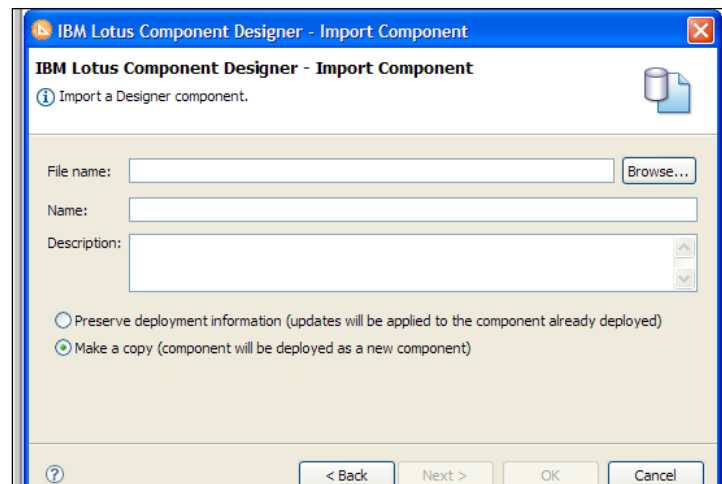 IBM Lotus Component Designer - Import Component
IBM Lotus Component Designer - Import Component
Import a Designer component.
File name:
Browse...
Name:
Description:
Preserve deployment information (updates will be applied to the component already deployed)
Make a copy (component will be deployed as a new component)
? < Back Next > OK Cancel